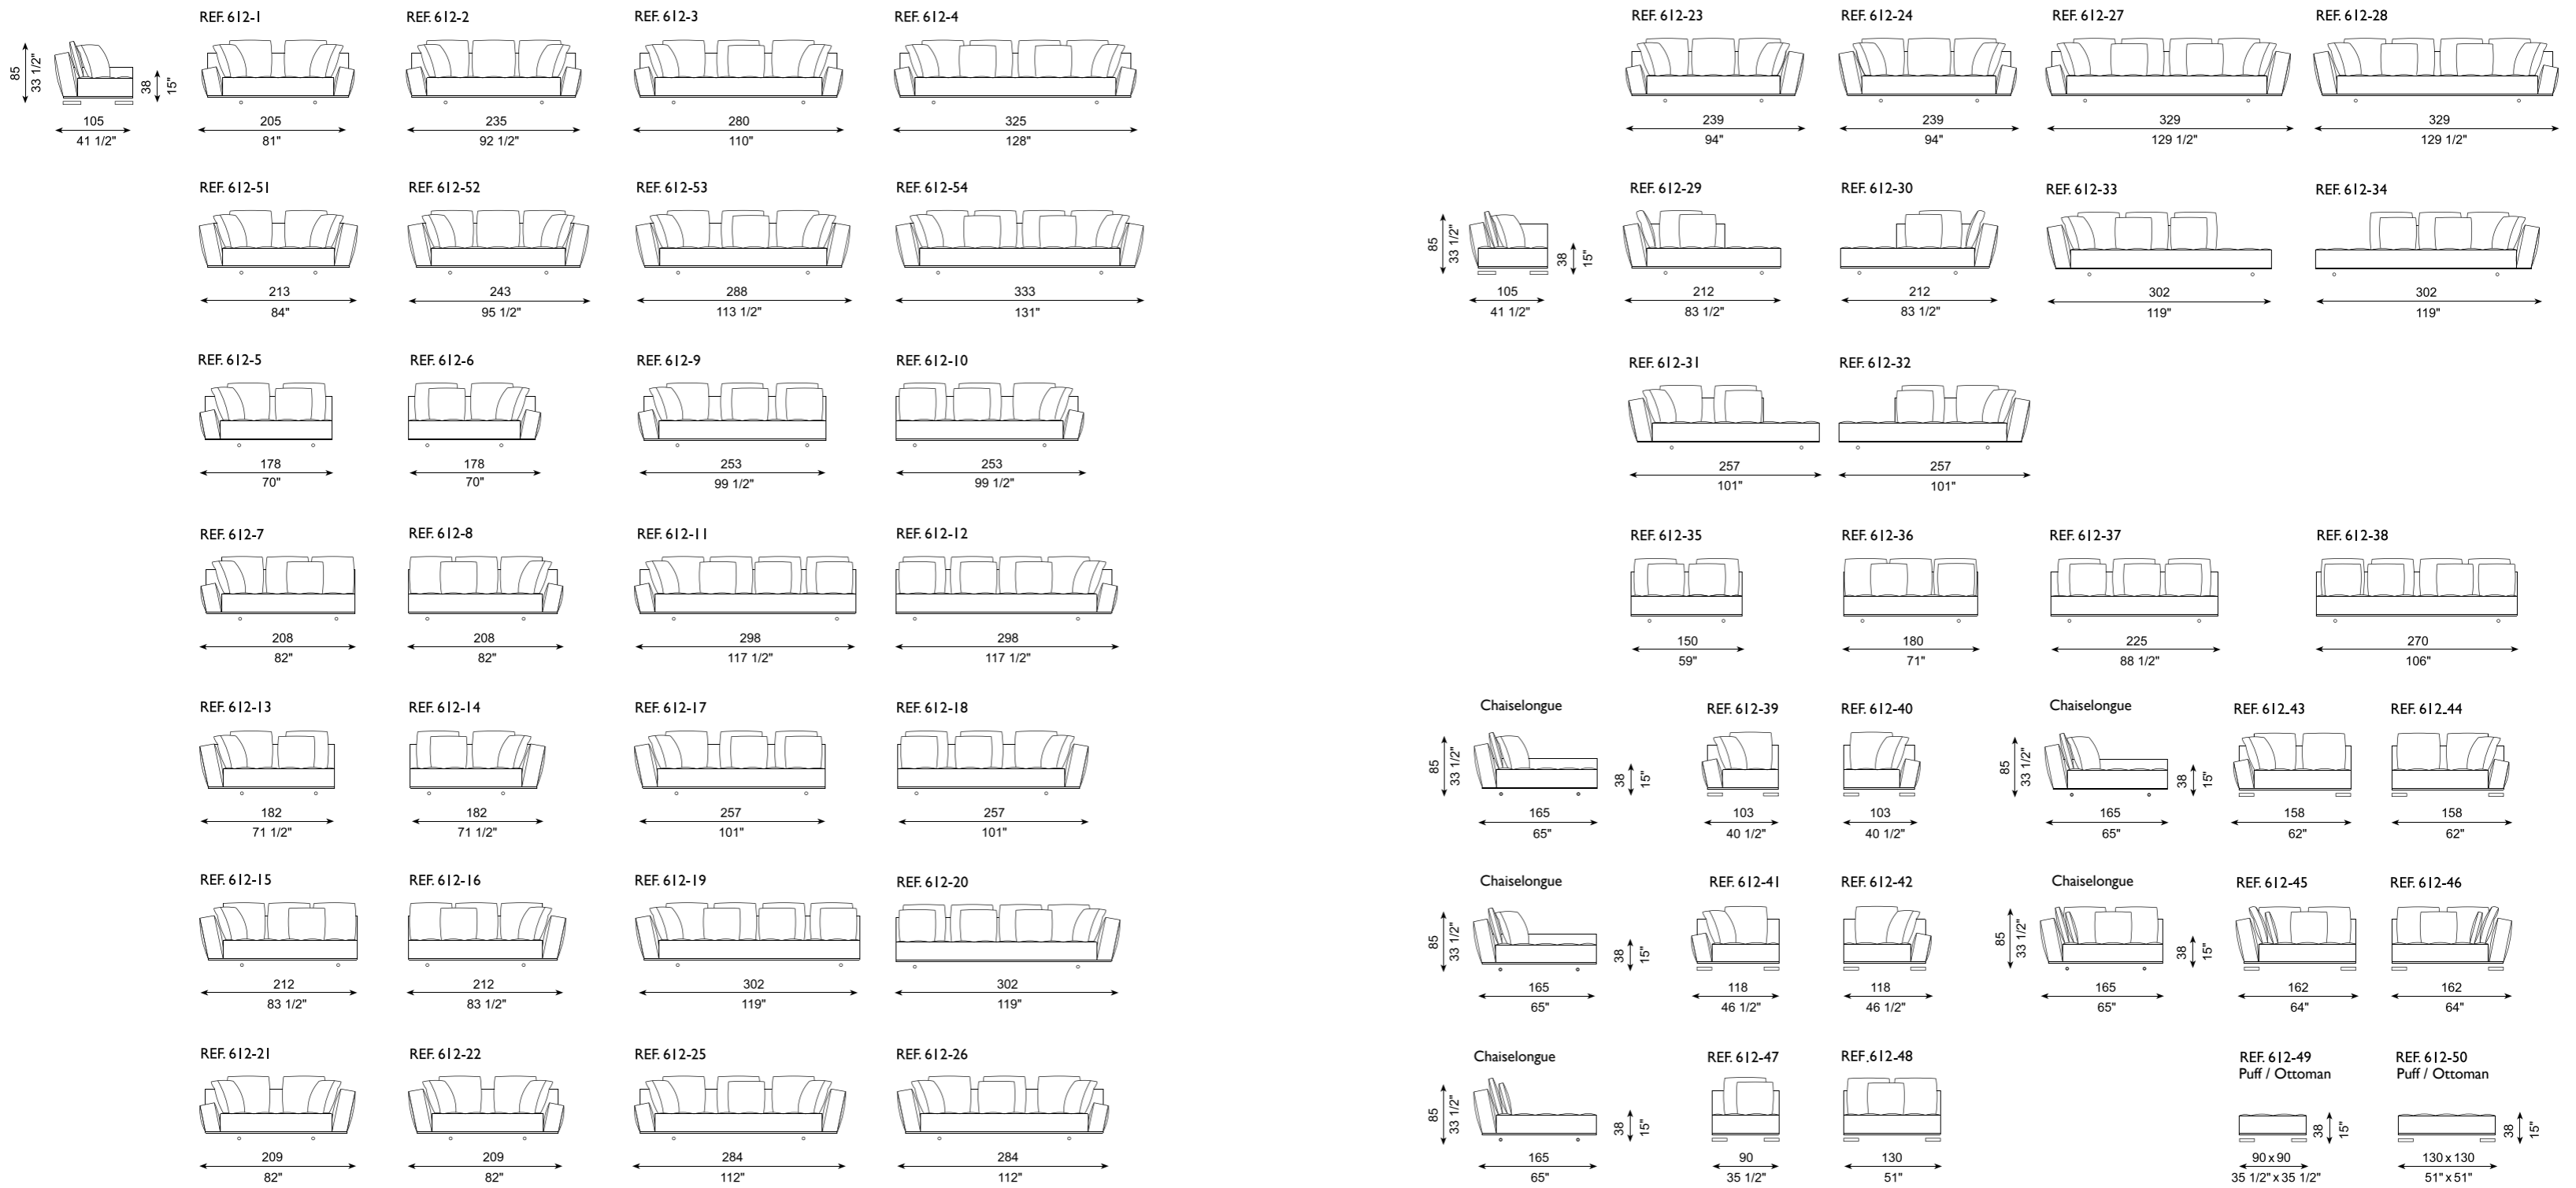 REF. 612-1
REF. 612-2
REF. 612-3
REF. 612-4
85
33 1/2"
38
15"
105
41 1/2"
205
81"
235
92 1/2"
280
110"
325
128"
REF. 612-51
REF. 612-52
REF. 612-53
REF. 612-54
213
84"
243
95 1/2"
288
113 1/2"
333
131"
REF. 612-5
REF. 612-6
REF. 612-9
REF. 612-10
178
70"
178
70"
253
99 1/2"
253
99 1/2"
REF. 612-7
REF. 612-8
REF. 612-11
REF. 612-12
208
82"
208
82"
298
117 1/2"
298
117 1/2"
REF. 612-13
REF. 612-14
REF. 612-17
REF. 612-18
182
71 1/2"
182
71 1/2"
257
101"
257
101"
REF. 612-15
REF. 612-16
REF. 612-19
REF. 612-20
212
83 1/2"
212
83 1/2"
302
119"
302
119"
REF. 612-21
REF. 612-22
REF. 612-25
REF. 612-26
209
82"
209
82"
284
112"
284
112"
REF. 612-23
REF. 612-24
REF. 612-27
REF. 612-28
239
94"
239
94"
329
129 1/2"
329
129 1/2"
REF. 612-29
REF. 612-30
REF. 612-33
REF. 612-34
85
33 1/2"
38
15"
105
41 1/2"
212
83 1/2"
212
83 1/2"
302
119"
302
119"
REF. 612-31
REF. 612-32
257
101"
257
101"
REF. 612-35
REF. 612-36
REF. 612-37
REF. 612-38
150
59"
180
71"
225
88 1/2"
270
106"
Chaiselongue
REF. 612-39
REF. 612-40
Chaiselongue
REF. 612-43
REF. 612-44
85
33 1/2"
38
15"
85
33 1/2"
38
15"
165
65"
103
40 1/2"
103
40 1/2"
165
65"
158
62"
158
62"
Chaiselongue
REF. 612-41
REF. 612-42
Chaiselongue
REF. 612-45
REF. 612-46
85
33 1/2"
38
15"
85
33 1/2"
38
15"
165
65"
118
46 1/2"
118
46 1/2"
165
65"
162
64"
162
64"
Chaiselongue
REF. 612-47
REF. 612-48
REF. 612-49
Puff / Ottoman
REF. 612-50
Puff / Ottoman
85
33 1/2"
38
15"
38
15"
38
15"
165
65"
90
35 1/2"
130
51"
90 x 90
35 1/2" x 35 1/2"
130 x 130
51" x 51"